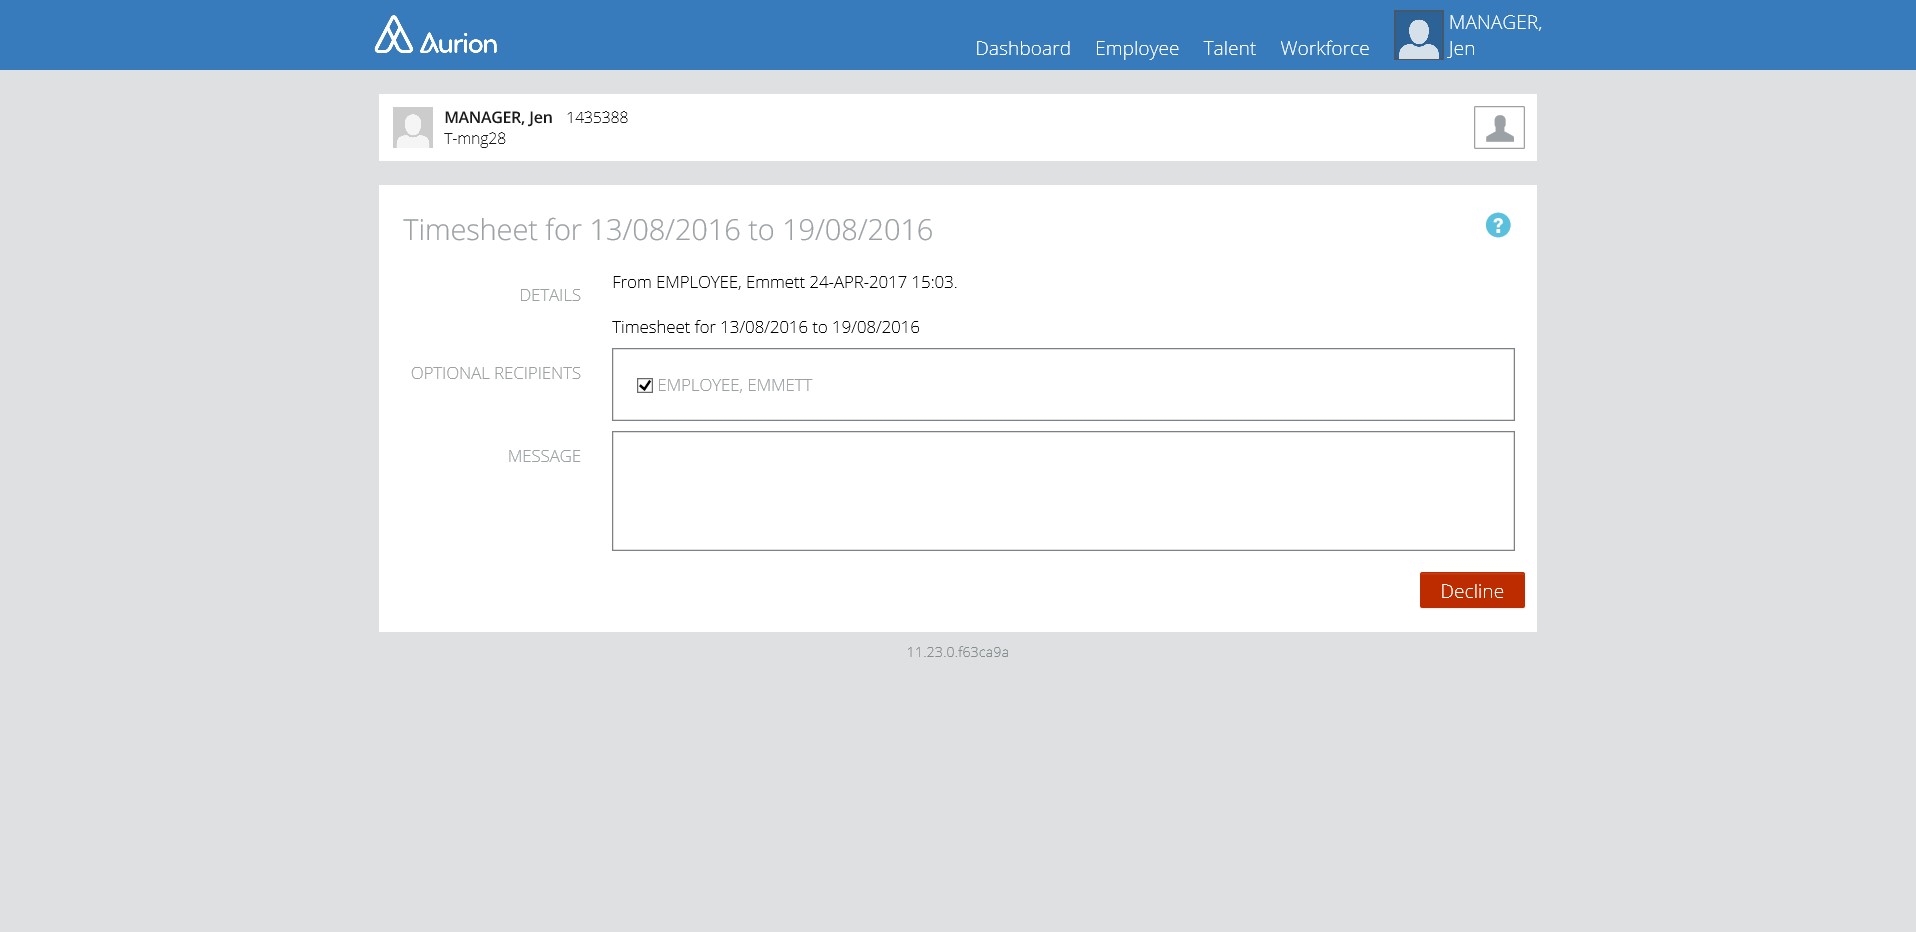 Aurion
Dashboard Employee Talent Workforce MANAGER, Jen
MANAGER, Jen 1435388
T-mng28
Timesheet for 13/08/2016 to 19/08/2016
?
DETAILS
From EMPLOYEE, Emmett 24-APR-2017 15:03.
Timesheet for 13/08/2016 to 19/08/2016
OPTIONAL RECIPIENTS
EMPLOYEE, EMMETT
MESSAGE
Decline
11.23.0.f63ca9a